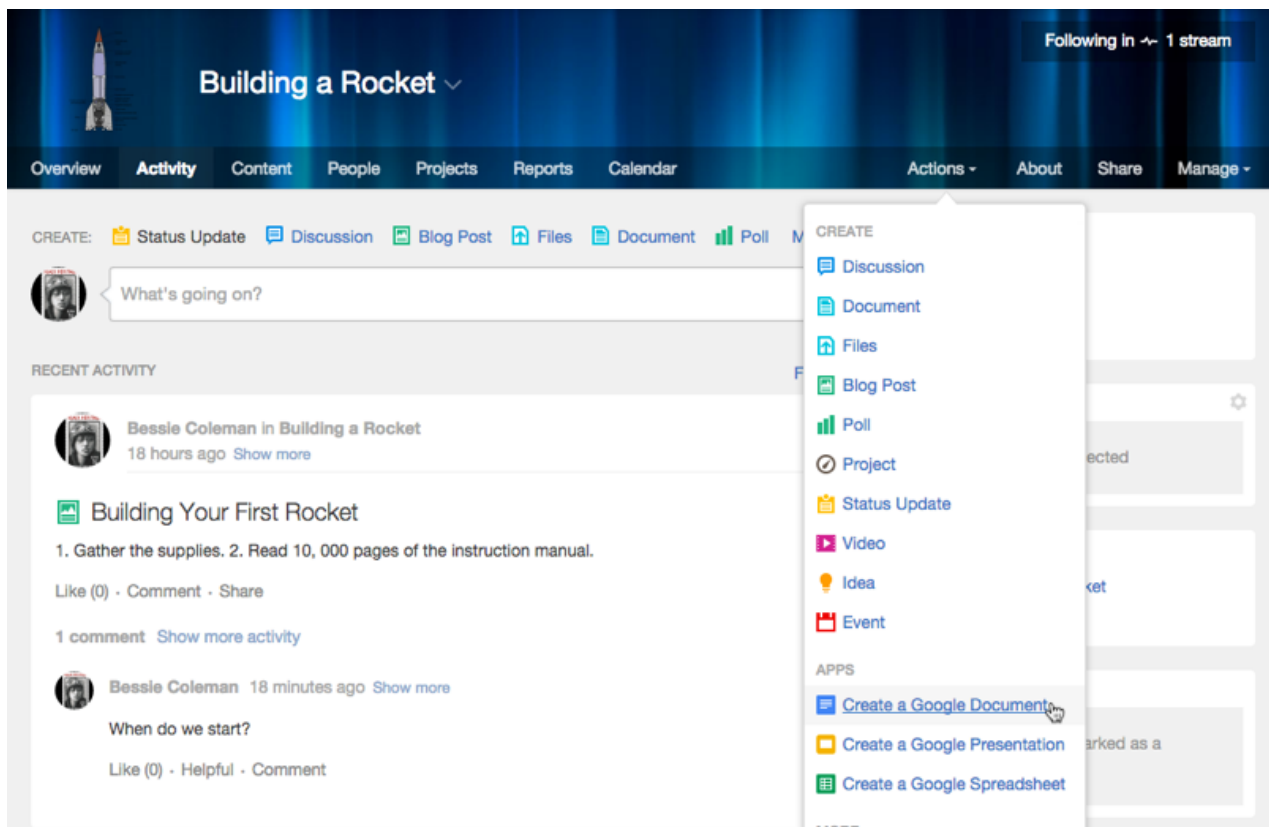 Following in 1 stream
Building a Rocket
Overview Activity Content People Projects Reports Calendar Actions About Share Manage
CREATE: Status Update Discussion Blog Post Files Document Poll M
What's going on?
RECENT ACTIVITY F
Bessie Coleman in Building a Rocket
18 hours ago Show more
Building Your First Rocket
1. Gather the supplies. 2. Read 10, 000 pages of the instruction manual.
Like (0) · Comment · Share
1 comment Show more activity
Bessie Coleman 18 minutes ago Show more
When do we start?
Like (0) · Helpful · Comment
CREATE
Discussion
Document
Files
Blog Post
Poll
Project
Status Update
Video
Idea
Event
APPS
Create a Google Document
Create a Google Presentation
Create a Google Spreadsheet
ected
ket
arked as a